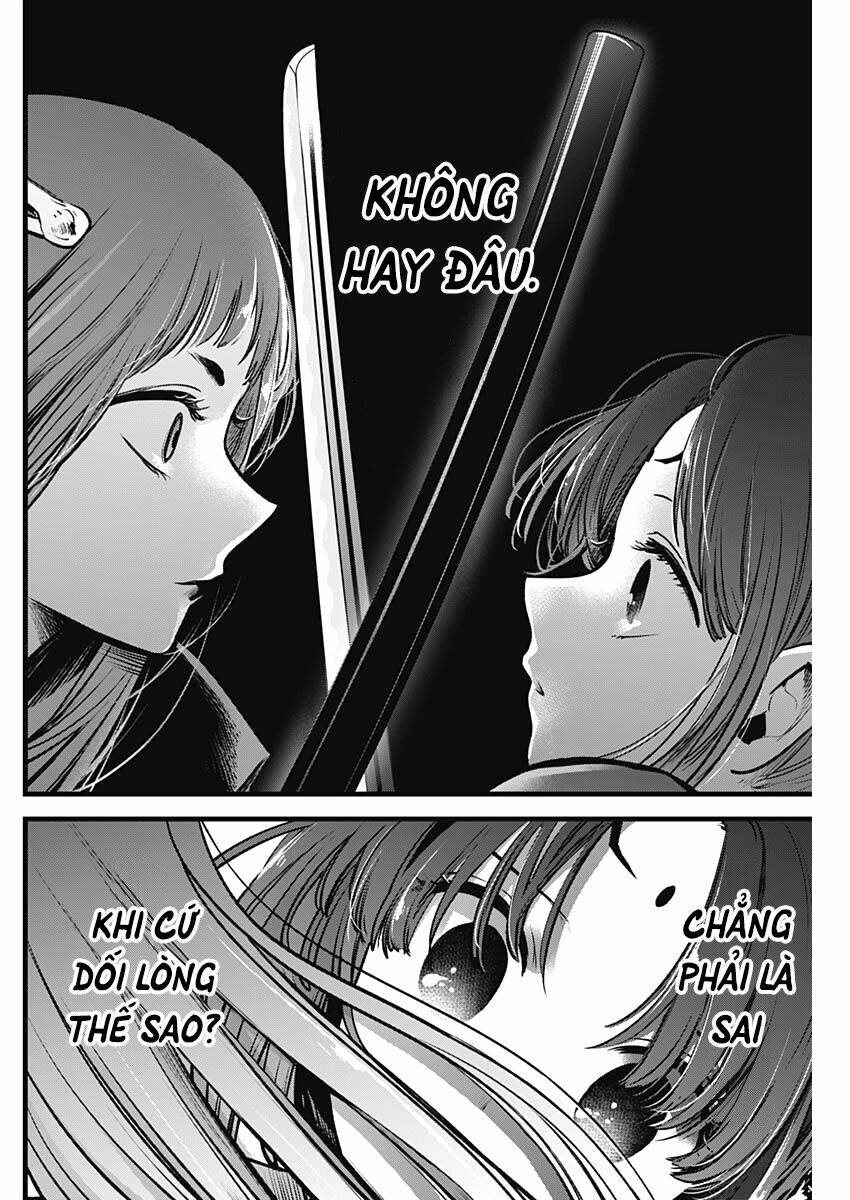 KHÔNG
HAY ĐÂU.
CHẲNG
PHẢI LÀ
SAI
KHI CỨ
DỐI LÒNG
THẾ SAO?